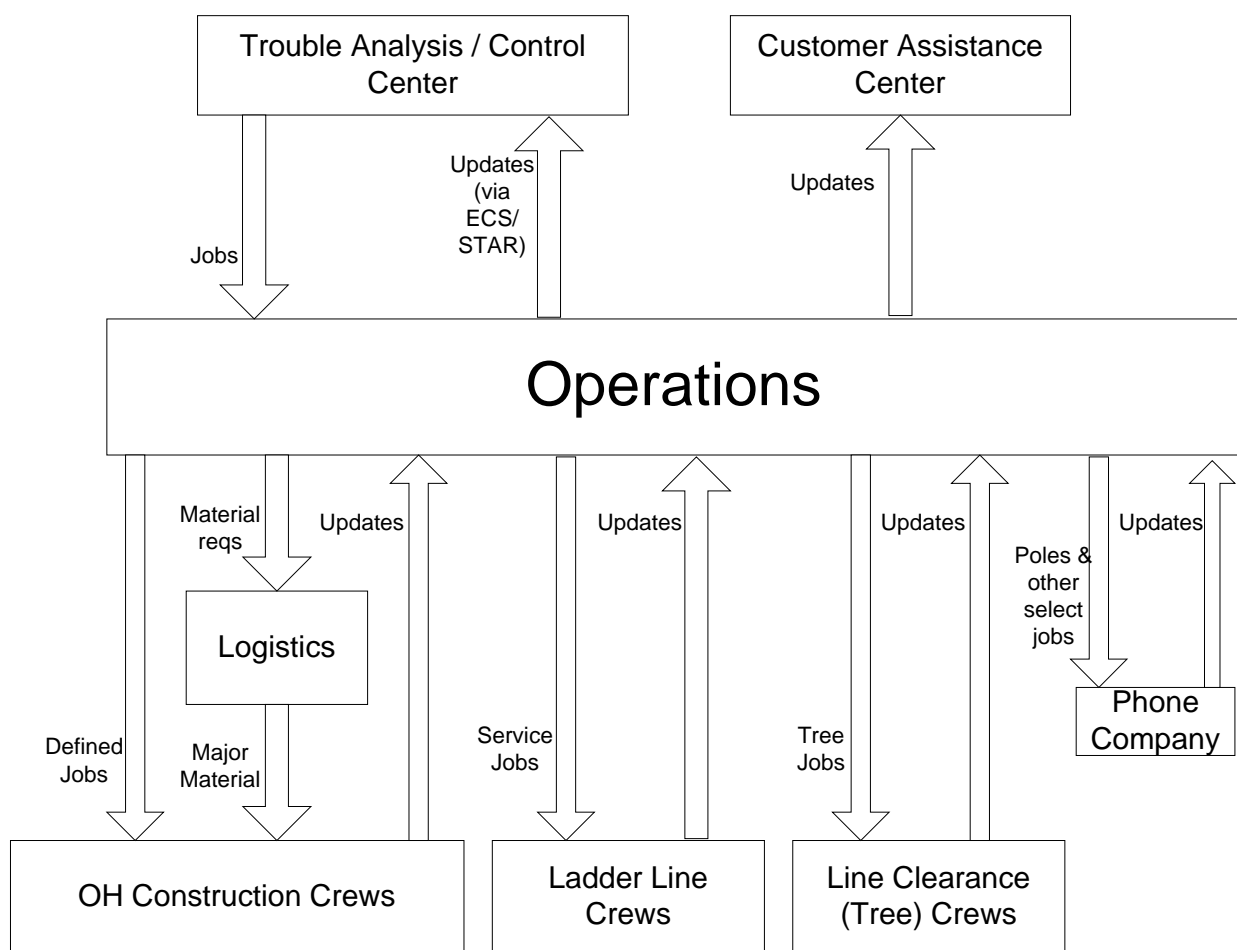 Trouble Analysis / Control
Center
Customer Assistance
Center
Updates
(via
ECS/
STAR)
Updates
Jobs
Operations
Material
reqs
Updates
Updates
Updates
Updates
Poles &
other
select
jobs
Logistics
Phone
Company
Defined
Jobs
Major
Material
Service
Jobs
Tree
Jobs
OH Construction Crews
Ladder Line
Crews
Line Clearance
(Tree) Crews